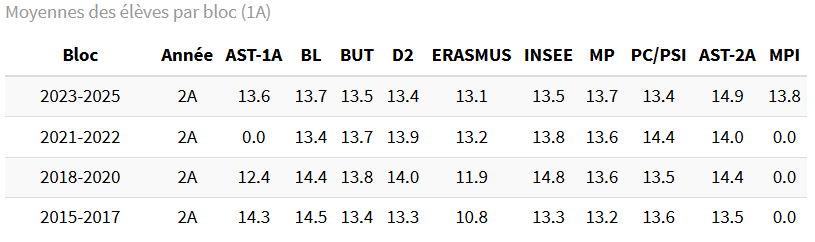 Moyennes des élèves par bloc (1A)
Bloc Année AST-1A BL BUT D2 ERASMUS INSEE MP PC/PSI AST-2A MPI
2023-2025 2A 13.6 13.7 13.5 13.4 13.1 13.5 13.7 13.4 14.9 13.8
2021-2022 2A 0.0 13.4 13.7 13.9 13.2 13.8 13.6 14.4 14.0 0.0
2018-2020 2A 12.4 14.4 13.8 14.0 11.9 14.8 13.6 13.5 14.4 0.0
2015-2017 2A 14.3 14.5 13.4 13.3 10.8 13.3 13.2 13.6 13.5 0.0